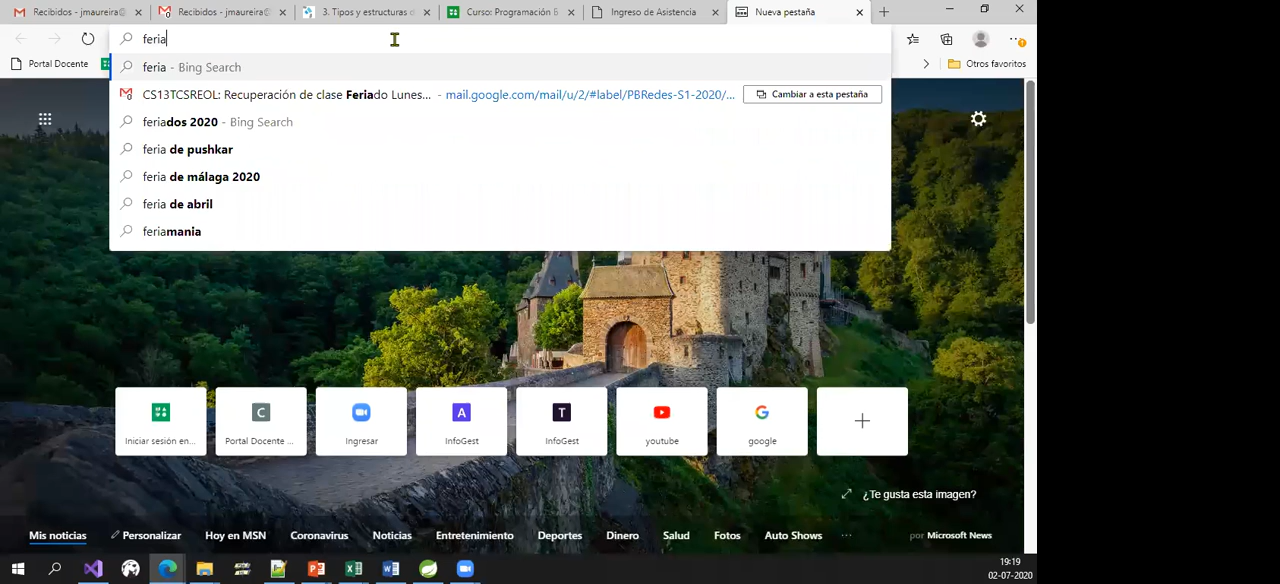 Recibidos - jmaureira@
Recibidos - jmaureira@
3. Tipos y estructuras d
Curso: Programación B
Ingreso de Asistencia
Nueva pestaña
feria
Portal Docente
Otros favoritos
feria - Bing Search
CS13TCSREOL: Recuperación de clase Feriado Lunes... - mail.google.com/mail/u/2/#label/PBRedes-S1-2020/... Cambiar a esta pestaña
feriados 2020 - Bing Search
feria de pushkar
feria de málaga 2020
feria de abril
feriamania
Iniciar sesión en...
Portal Docente ...
Ingresar
InfoGest
InfoGest
youtube
google
¿Te gusta esta imagen?
Mis noticias Personalizar Hoy en MSN Coronavirus Noticias Entretenimiento Deportes Dinero Salud Fotos Auto Shows ... por Microsoft News
19:19
02-07-2020